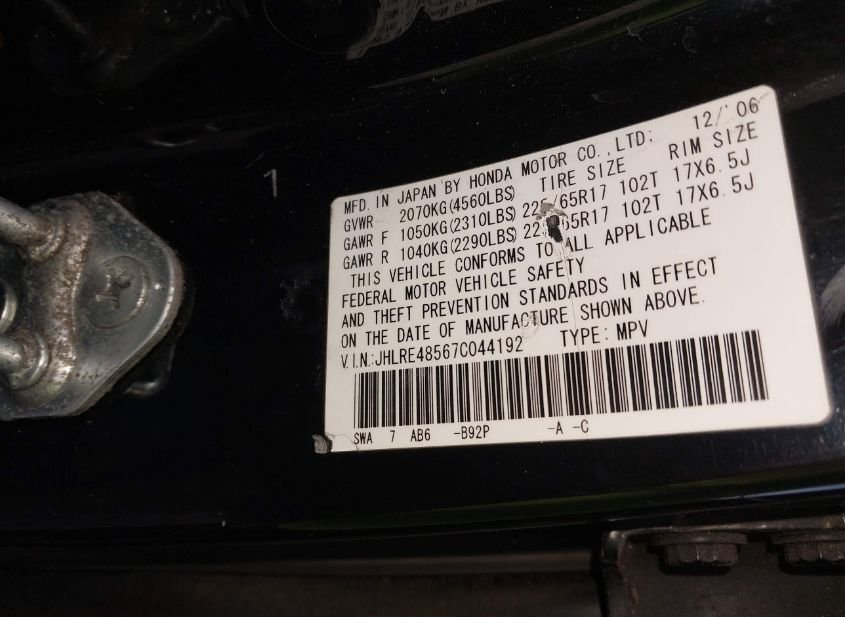 MFD. IN JAPAN BY HONDA MOTOR CO.,LTD: 12/'06
GVWR 2070KG(4560LBS) TIRE SIZE RIM SIZE
GAWR F 1050KG(2310LBS) 102T 17X6.5J
GAWR R 1040KG(2290LBS) 102T 17X6.5J
THIS VEHICLE CONFORMS TO ALL APPLICABLE
FEDERAL MOTOR VEHICLE SAFETY
AND THEFT PREVENTION STANDARDS IN EFFECT
ON THE DATE OF MANUFACTURE SHOWN ABOVE.
V.I.N:JHLRE48567C044192 TYPE: MPV
SWA 7 AB6 -B92P -A -C
1